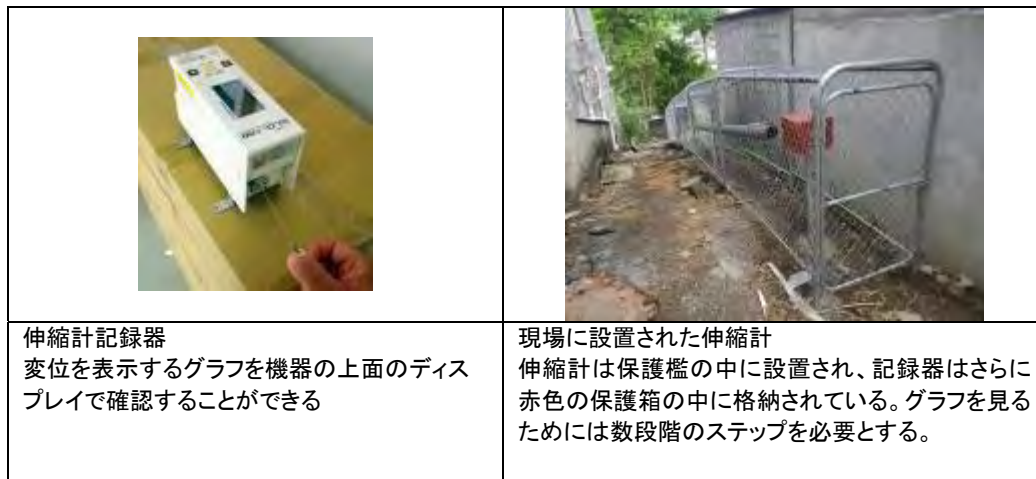 伸縮計記録器
変位を表示するグラフを機器の上面のディス
プレイで確認することができる
現場に設置された伸縮計
伸縮計は保護檻の中に設置され、記録器はさらに
赤色の保護箱の中に格納されている。グラフを見る
ためには数段階のステップを必要とする。